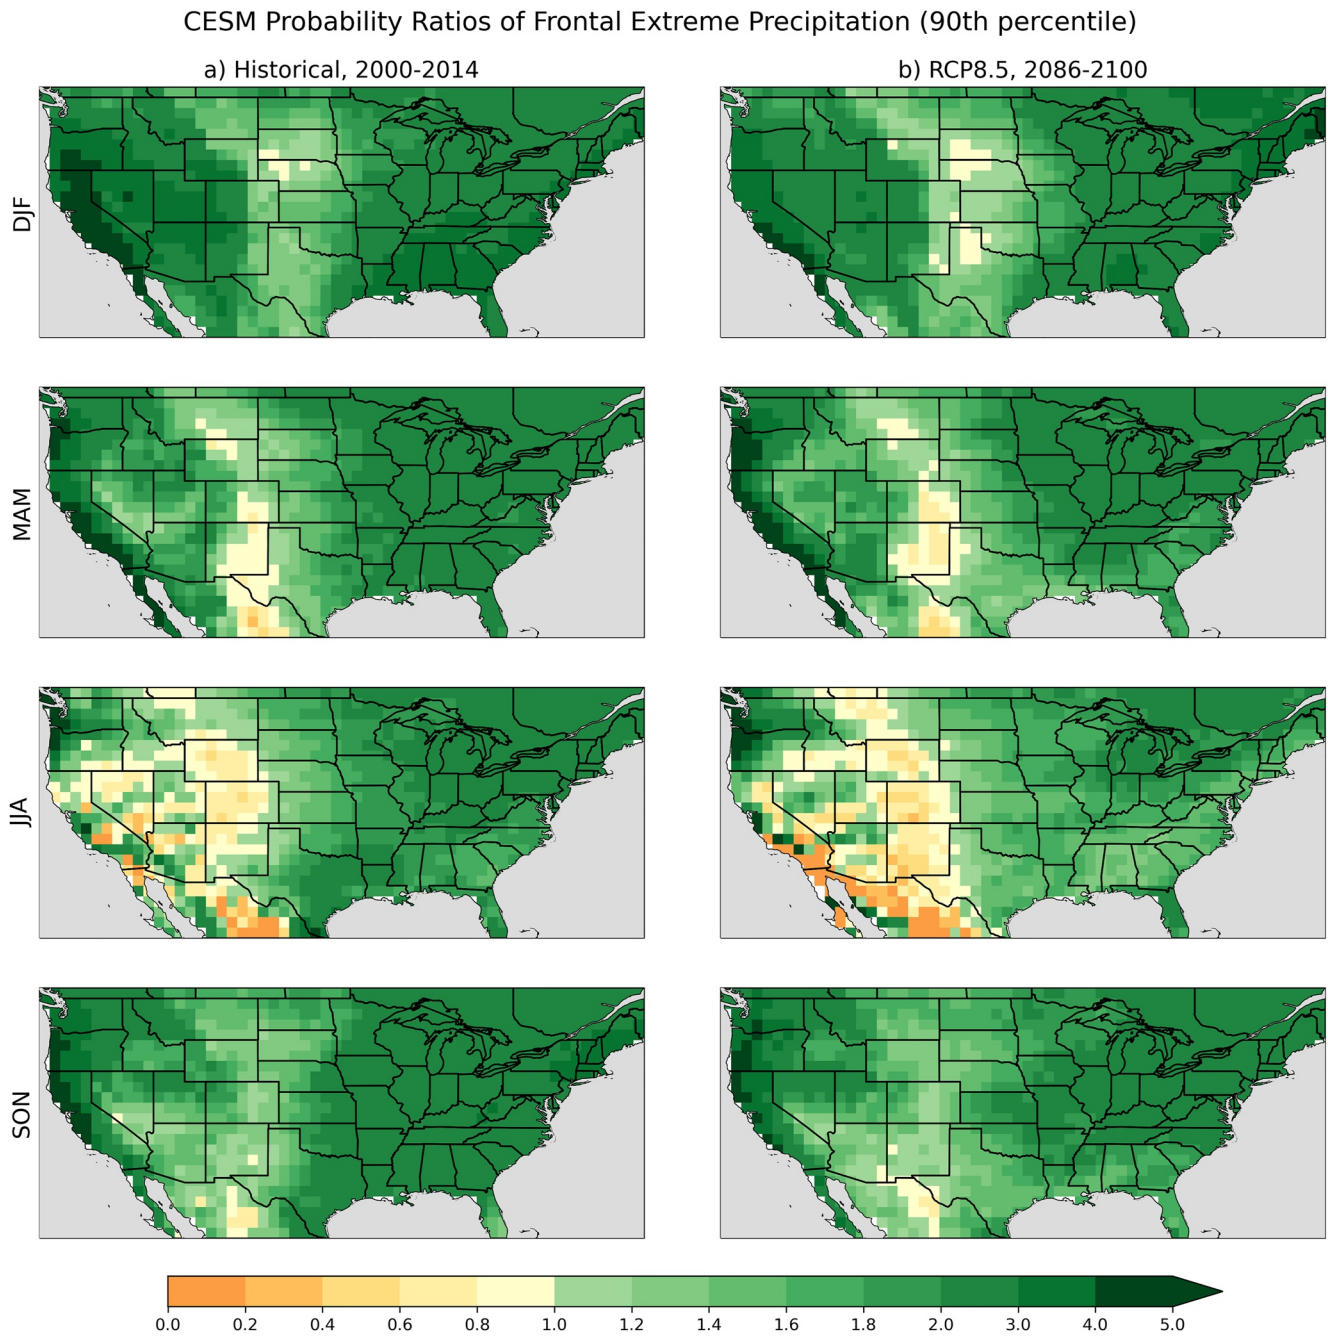 CESM Probability Ratios of Frontal Extreme Precipitation (90th percentile)
a) Historical, 2000-2014
b) RCP8.5, 2086-2100
DJF
MAM
JJA
SON
0.0 0.2 0.4 0.6 0.8 1.0 1.2 1.4 1.6 1.8 2.0 3.0 4.0 5.0